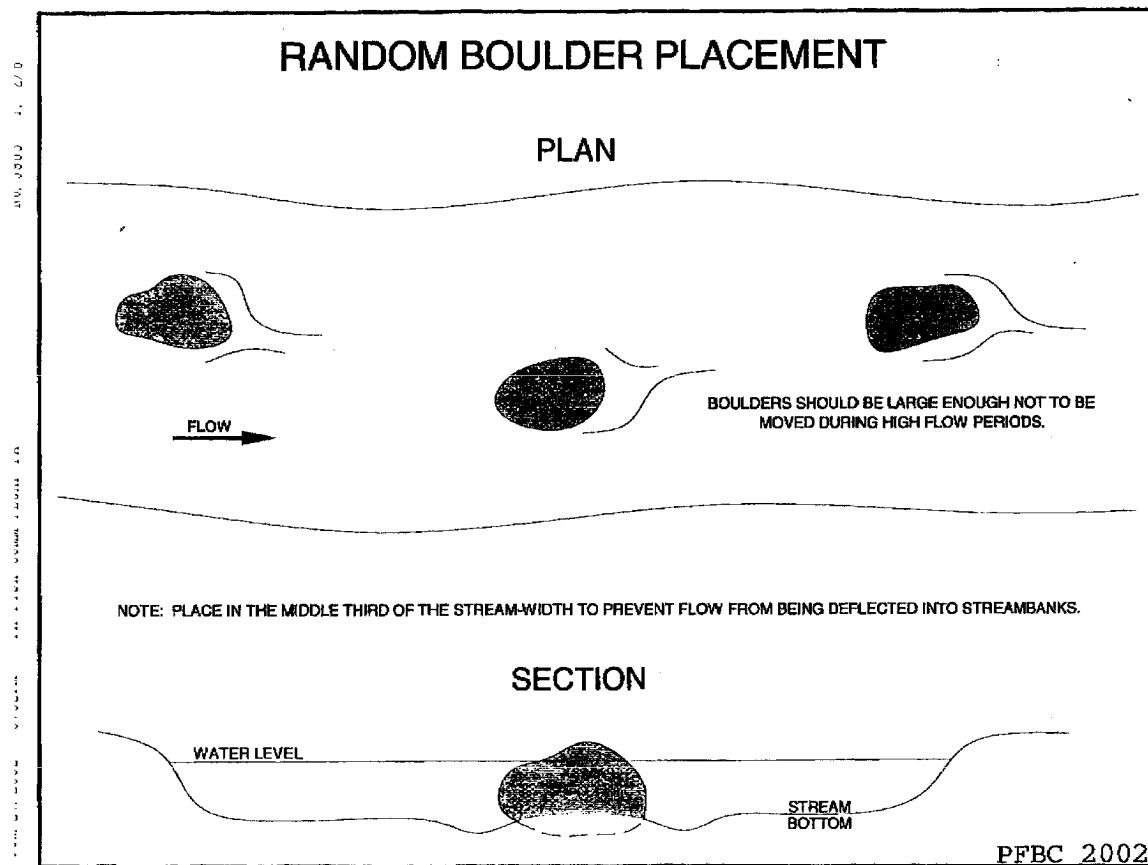 RANDOM BOULDER PLACEMENT
PLAN
FLOW
BOULDERS SHOULD BE LARGE ENOUGH NOT TO BE
MOVED DURING HIGH FLOW PERIODS.
NOTE: PLACE IN THE MIDDLE THIRD OF THE STREAM-WIDTH TO PREVENT FLOW FROM BEING DEFLECTED INTO STREAMBANKS.
SECTION
WATER LEVEL
STREAM
BOTTOM
PFBC 2002